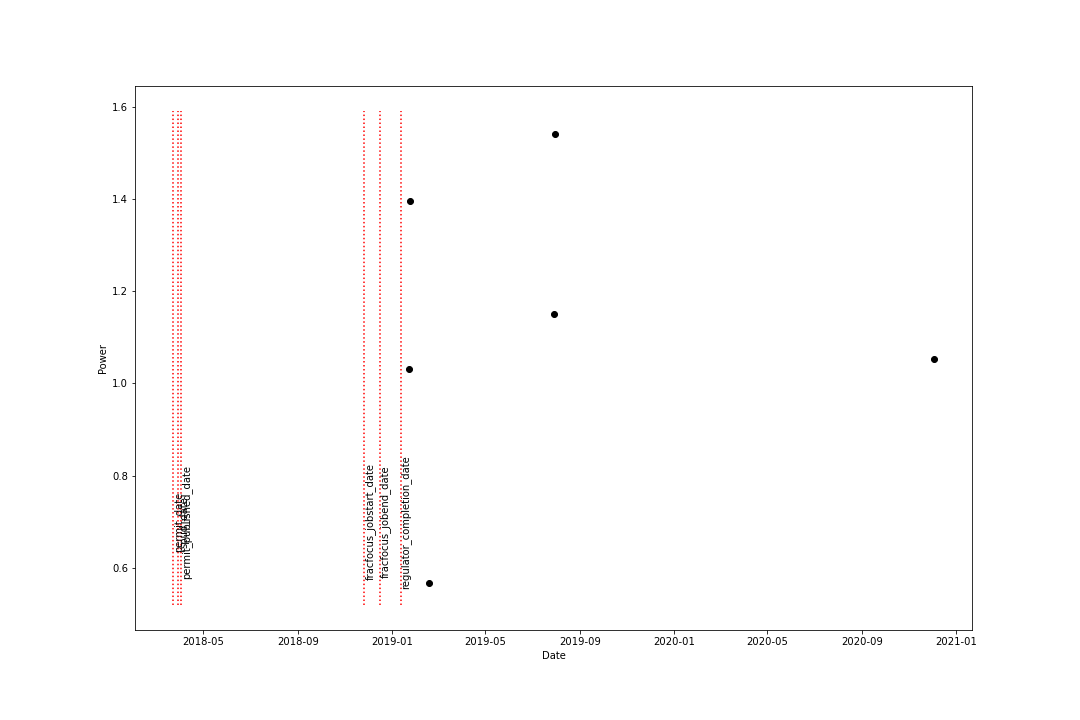 1.6
1.4
1.2
1.0
0.8
0.6
Power
permit_date
permit_published_date
fracfocus_jobstart_date
fracfocus_jobend_date
regulator_completion_date
2018-05
2018-09
2019-01
2019-05
2019-09
2020-01
2020-05
2020-09
2021-01
Date